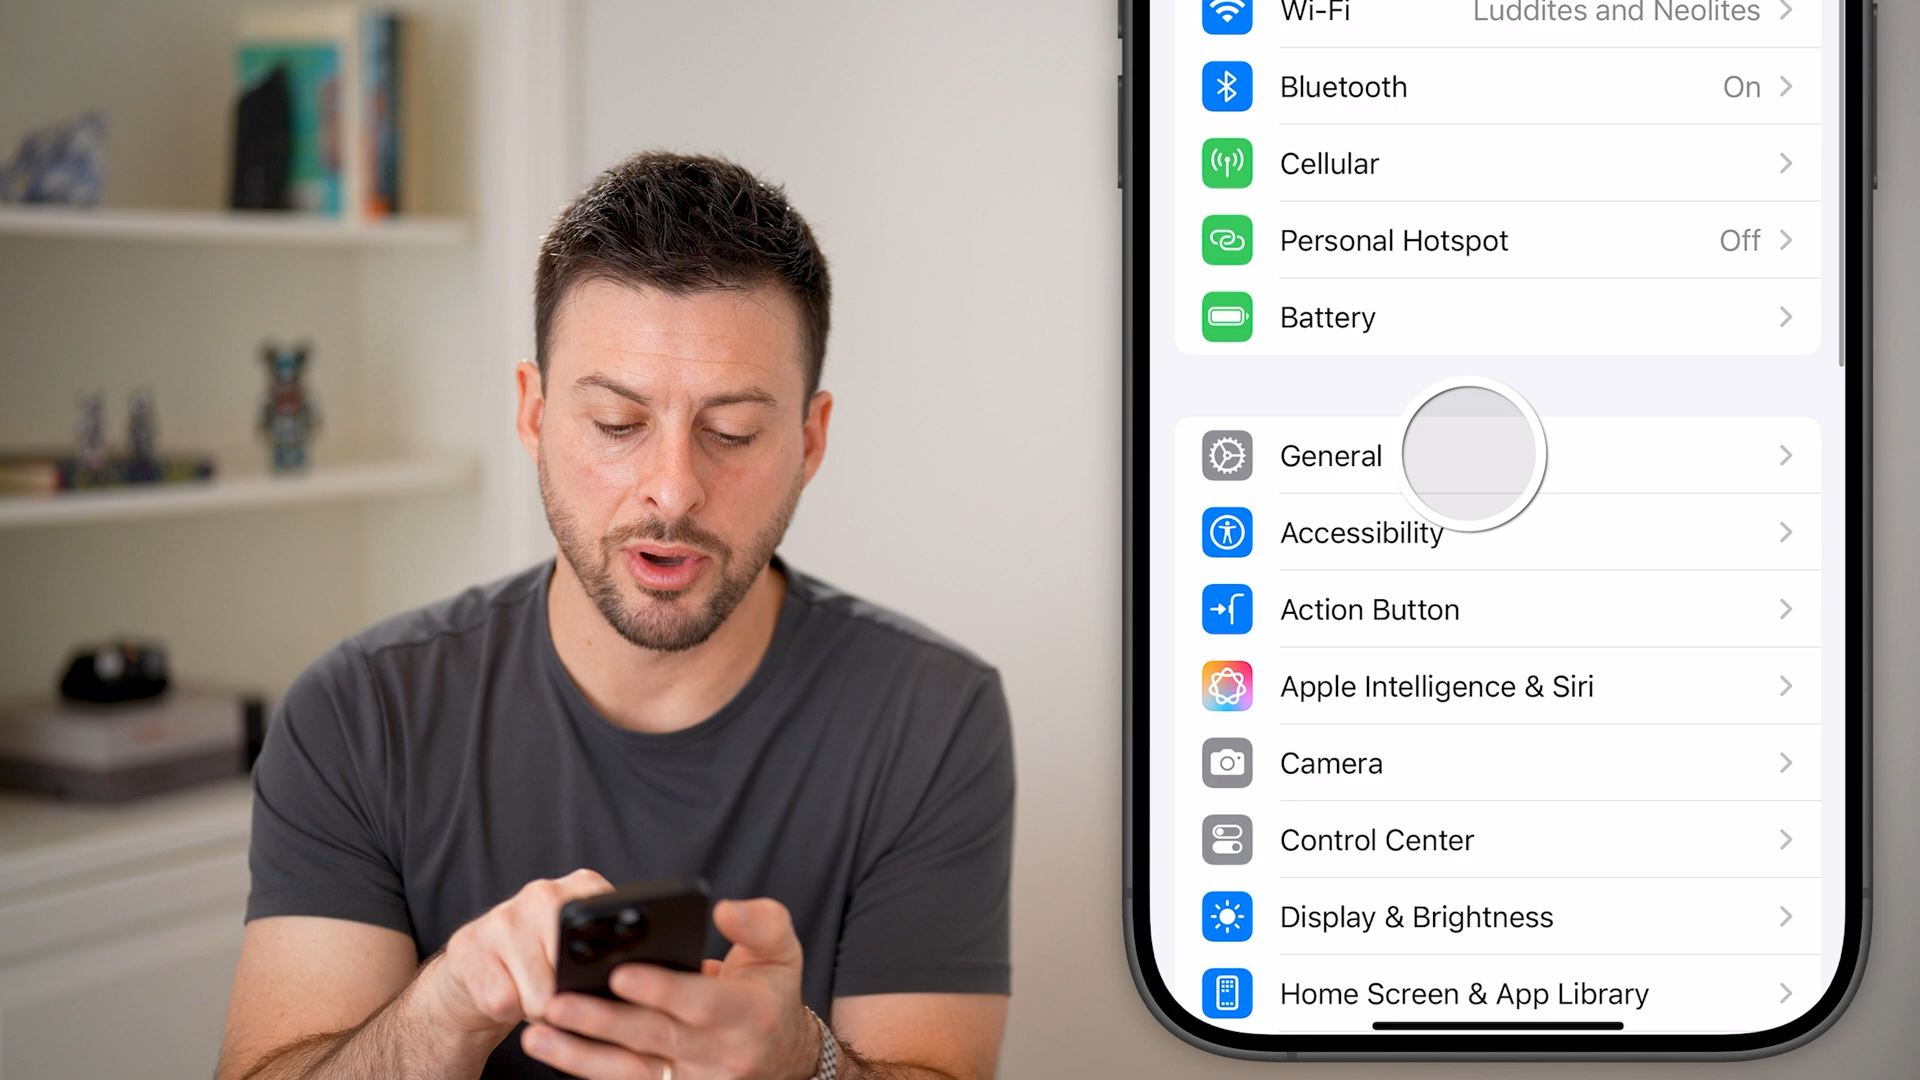 Wi-Fi Luddites and Neolites
Bluetooth On
Cellular
Personal Hotspot Off
Battery
General
Accessibility
Action Button
Apple Intelligence & Siri
Camera
Control Center
Display & Brightness
Home Screen & App Library